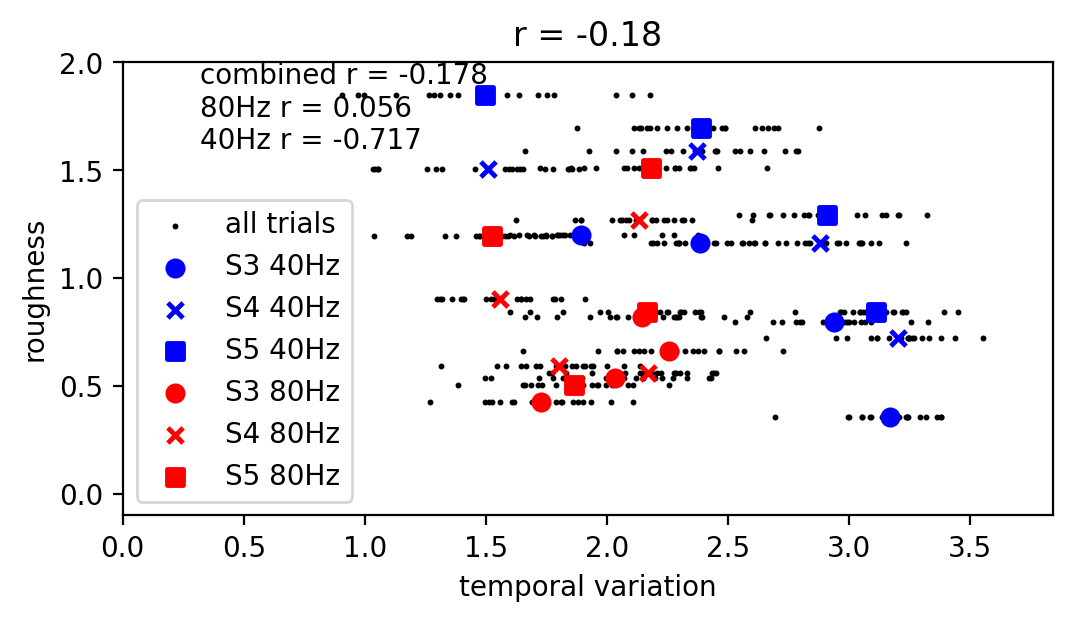 r = -0.18
combined r = -0.178
80Hz r = 0.056
40Hz r = -0.717
2.0
1.5
1.0
0.5
0.0
roughness
all trials
S3 40Hz
S4 40Hz
S5 40Hz
S3 80Hz
S4 80Hz
S5 80Hz
0.0 0.5 1.0 1.5 2.0 2.5 3.0 3.5
temporal variation